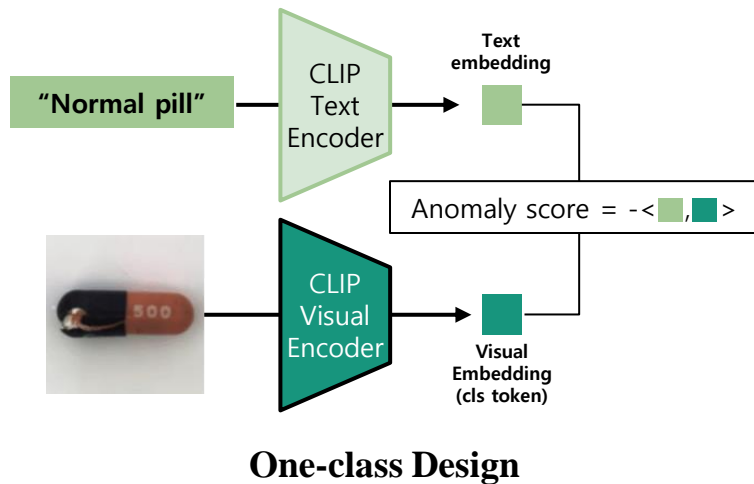 Text
embedding
“Normal pill”
CLIP
Text
Encoder
Anomaly score = -< , >
500
CLIP
Visual
Encoder
Visual
Embedding
(cls token)
One-class Design